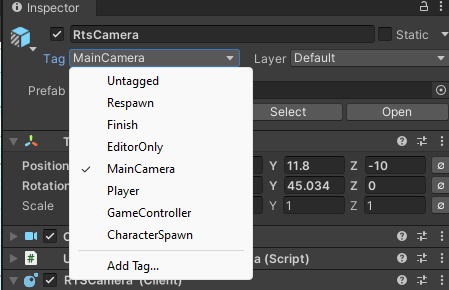 Inspector
RtsCamera
Static
Tag MainCamera Layer Default
Untagged
Respawn
Finish
EditorOnly
MainCamera
Player
GameController
CharacterSpawn
Add Tag...
Prefab
Select Open
T
Position Y 11.8 Z -10
Rotation Y 45.034 Z 0
Scale Y 1 Z 1
C
U a (Script)
RTSCamera (Client)